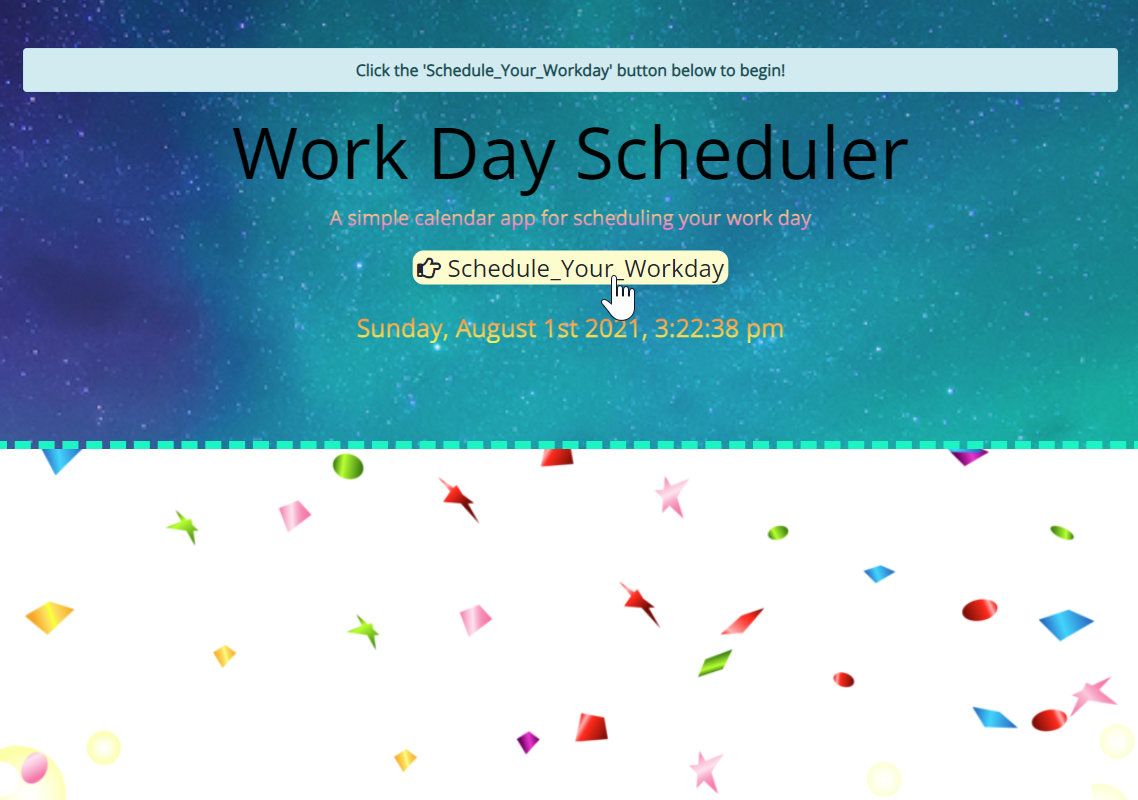 Click the 'Schedule_Your_Workday' button below to begin!
Work Day Scheduler
A simple calendar app for scheduling your work day
Schedule_Your_Workday
Sunday, August 1st 2021, 3:22:38 pm